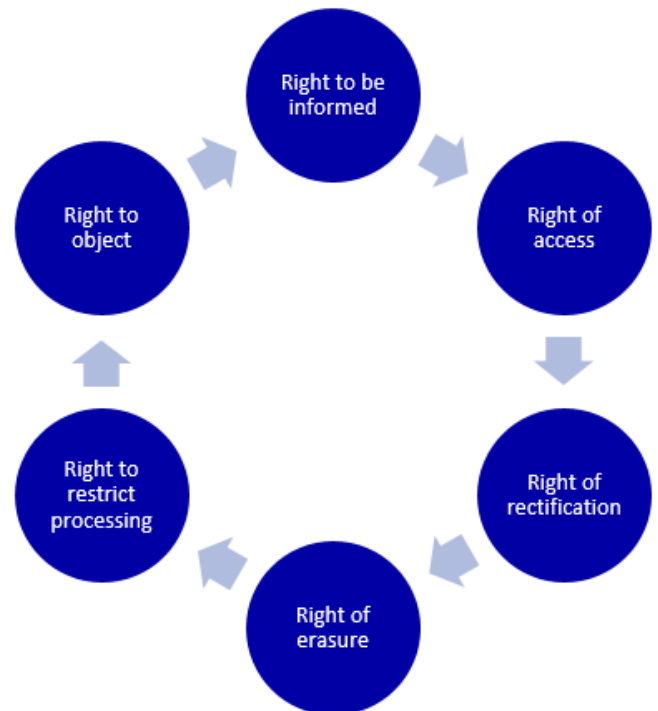 Right to be
informed
Right of
access
Right of
rectification
Right of
erasure
Right to
restrict
processing
Right to
object